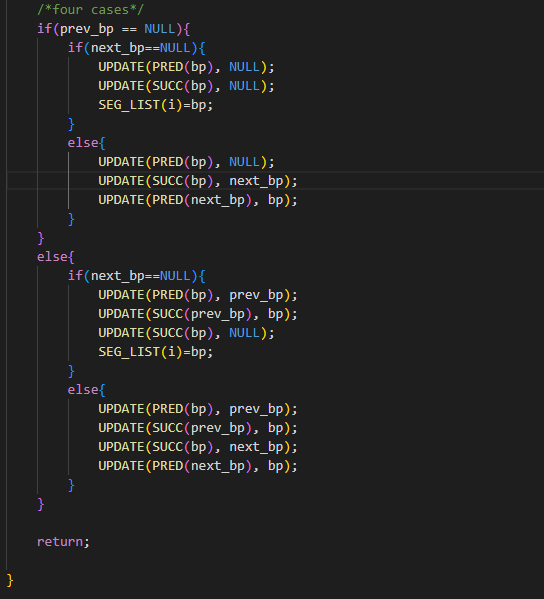 /*four cases*/
if(prev_bp == NULL){
if(next_bp==NULL){
UPDATE(PRED(bp), NULL);
UPDATE(SUCC(bp), NULL);
SEG_LIST(i)=bp;
}
else{
UPDATE(PRED(bp), NULL);
UPDATE(SUCC(bp), next_bp);
UPDATE(PRED(next_bp), bp);
}
}
else{
if(next_bp==NULL){
UPDATE(PRED(bp), prev_bp);
UPDATE(SUCC(prev_bp), bp);
UPDATE(SUCC(bp), NULL);
SEG_LIST(i)=bp;
}
else{
UPDATE(PRED(bp), prev_bp);
UPDATE(SUCC(prev_bp), bp);
UPDATE(SUCC(bp), next_bp);
UPDATE(PRED(next_bp), bp);
}
}
return;
}